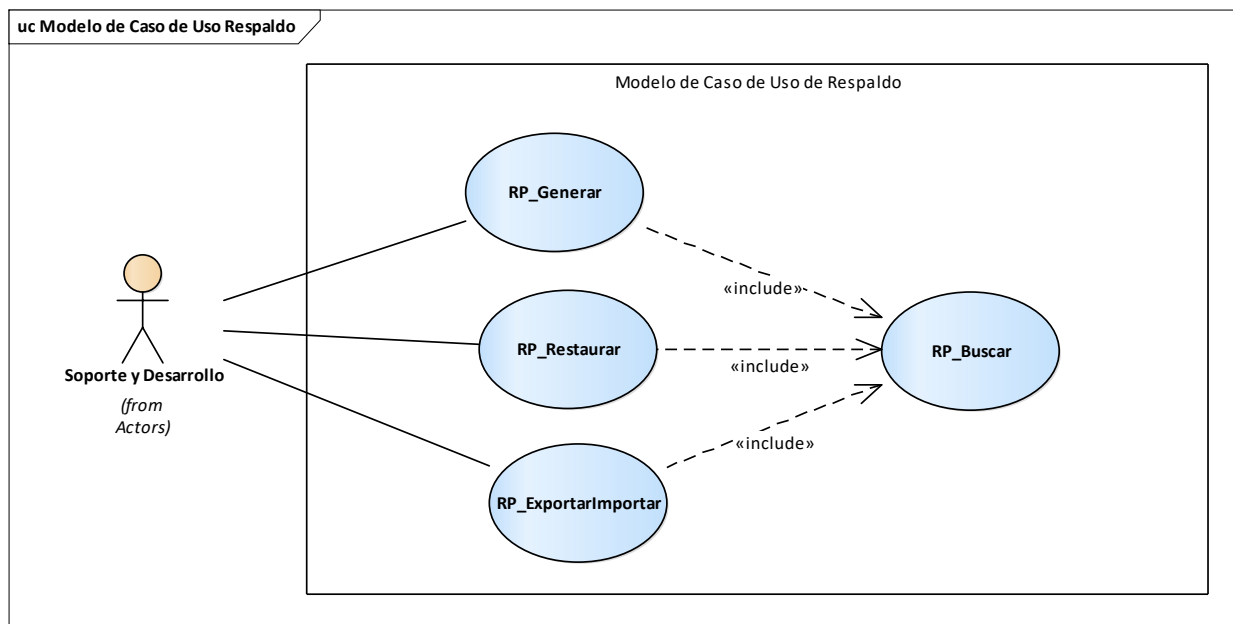 uc Modelo de Caso de Uso Respaldo
Modelo de Caso de Uso de Respaldo
RP_Generar
«include»
Soporte y Desarrollo
(from
Actors)
RP_Restaurar
«include»
RP_Buscar
«include»
RP_ExportarImportar